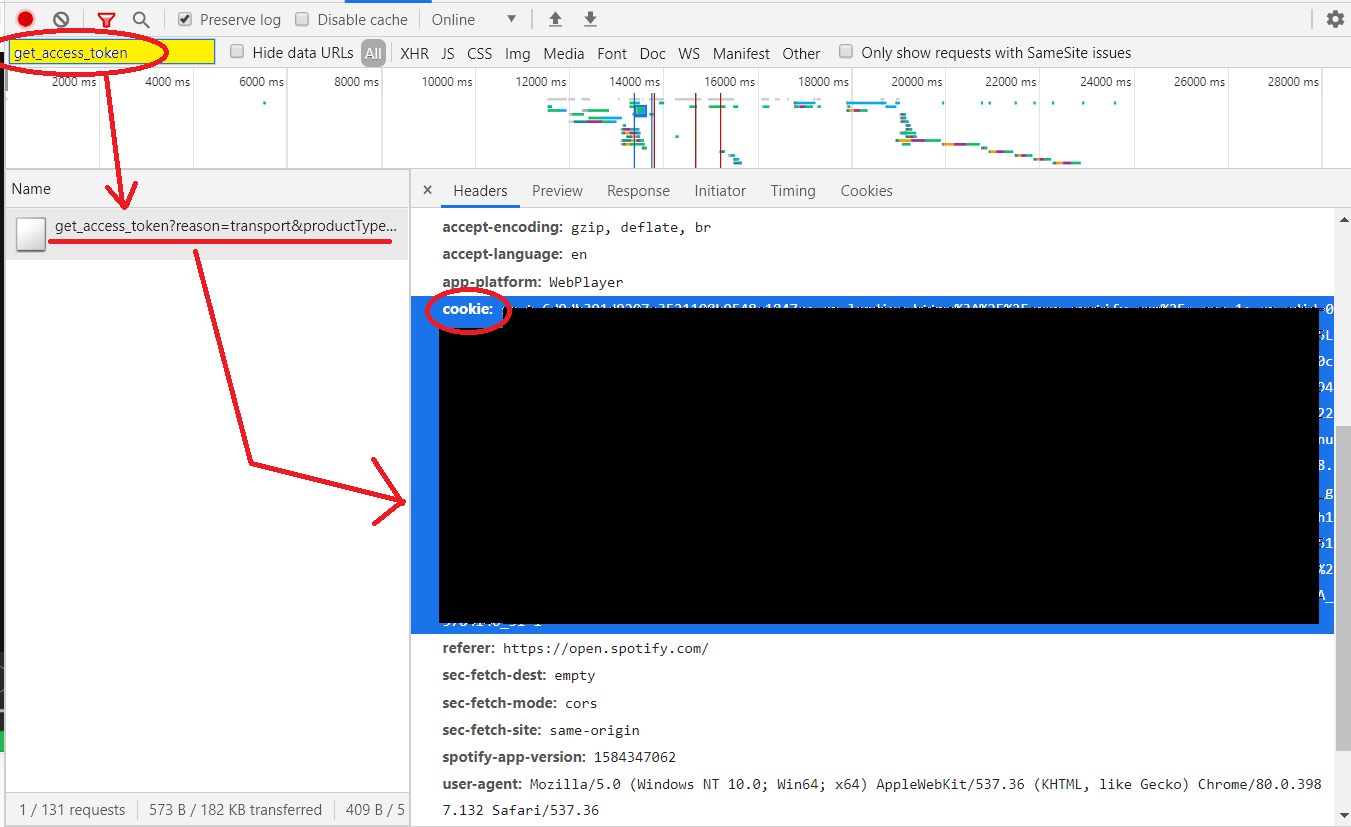 Preserve log Disable cache Online
get_access_token Hide data URLs All XHR JS CSS Img Media Font Doc WS Manifest Other Only show requests with SameSite issues
2000 ms 4000 ms 6000 ms 8000 ms 10000 ms 12000 ms 14000 ms 16000 ms 18000 ms 20000 ms 22000 ms 24000 ms 26000 ms 28000 ms
Name × Headers Preview Response Initiator Timing Cookies
get_access_token?reason=transport&productType...
accept-encoding: gzip, deflate, br
accept-language: en
app-platform: WebPlayer
cookie:
referer: https://open.spotify.com/
sec-fetch-dest: empty
sec-fetch-mode: cors
sec-fetch-site: same-origin
spotify-app-version: 1584347062
user-agent: Mozilla/5.0 (Windows NT 10.0; Win64; x64) AppleWebKit/537.36 (KHTML, like Gecko) Chrome/80.0.398
7.132 Safari/537.36
1 / 131 requests 573 B / 182 KB transferred 409 B / 5